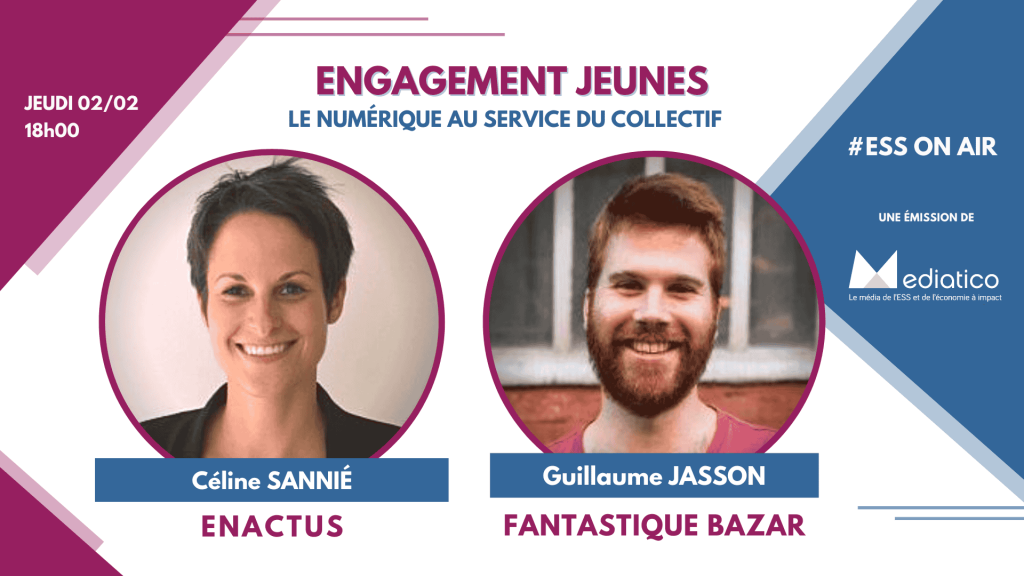 JEUDI 02/02
18h00
ENGAGEMENT JEUNES
LE NUMÉRIQUE AU SERVICE DU COLLECTIF
#ESS ON AIR
UNE ÉMISSION DE
Mediatico
Le média de l'ESS et de l'économie à impact
Céline SANNIÉ
ENACTUS
Guillaume JASSON
FANTASTIQUE BAZAR